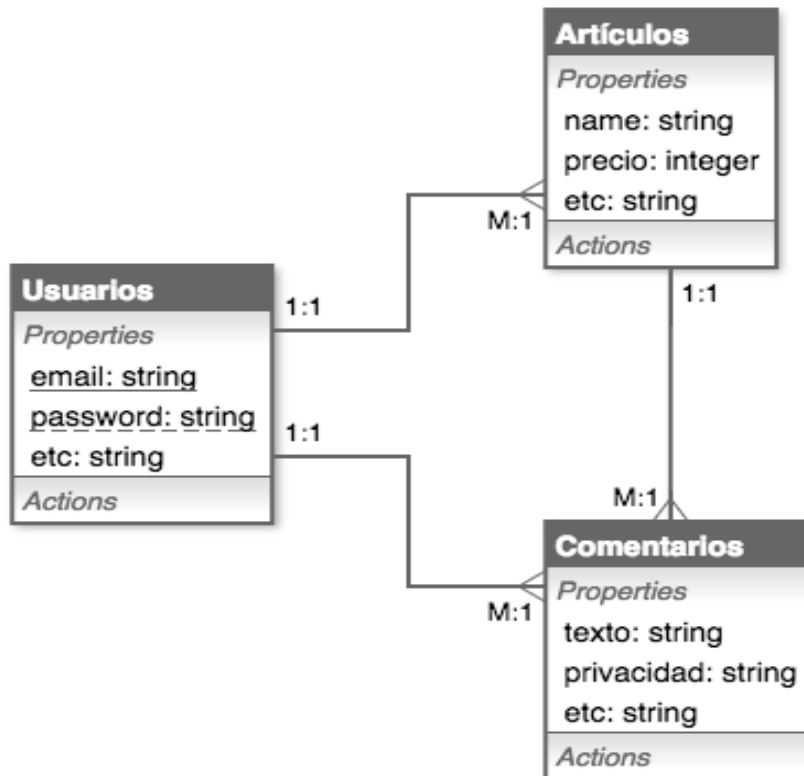 Artículos
Properties
name: string
precio: integer
etc: string
Actions
M:1
1:1
Usuarios
Properties
email: string
password: string
etc: string
Actions
1:1
1:1
M:1
M:1
Comentarios
Properties
texto: string
privacidad: string
etc: string
Actions